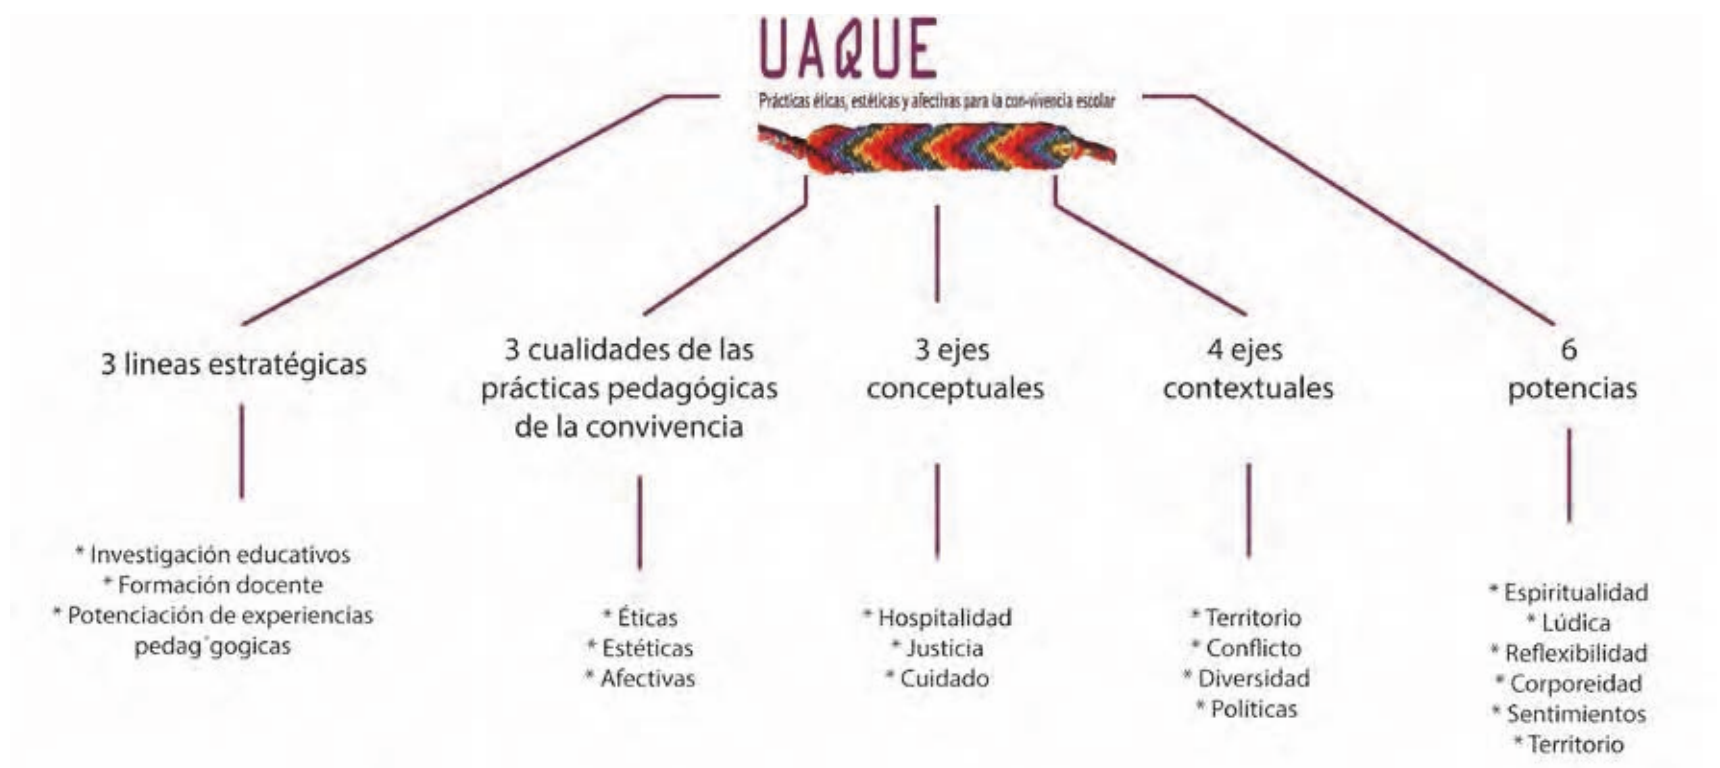 UAQUE
Prácticas éticas, estéticas y afectivas para la con-vivencia escolar
3 lineas estratégicas
* Investigación educativos
* Formación docente
* Potenciación de experiencias
pedag´gogicas
3 cualidades de las
prácticas pedagógicas
de la convivencia
* Éticas
* Estéticas
* Afectivas
3 ejes
conceptuales
* Hospitalidad
* Justicia
* Cuidado
4 ejes
contextuales
* Territorio
* Conflicto
* Diversidad
* Políticas
6
potencias
* Espiritualidad
* Lúdica
* Reflexibilidad
* Corporeidad
* Sentimientos
* Territorio